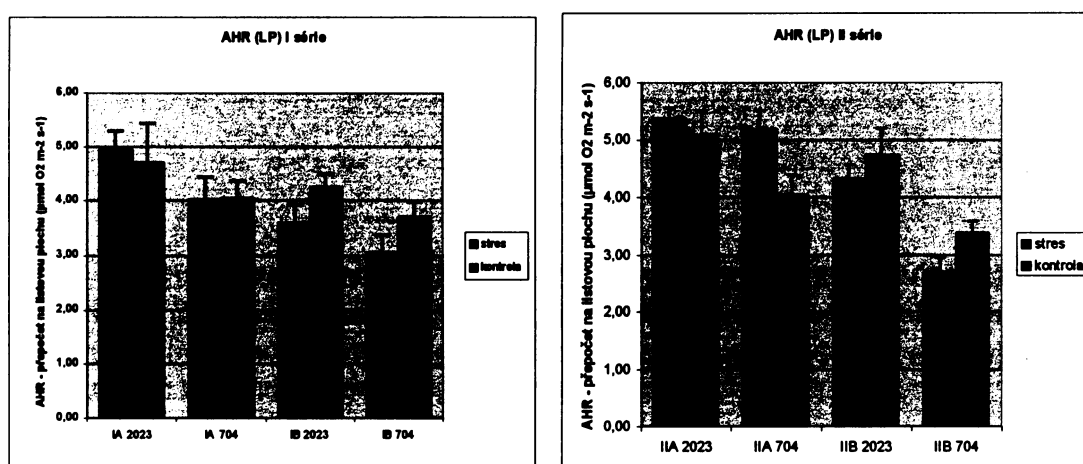 AHR (LP) I série
AHR - přepočet na listovou plochu (µmol O2 m-2 s-1)
6,00
5,00
4,00
3,00
2,00
1,00
0,00
IA 2023
IA 704
IB 2023
IB 704
stres
kontrola
AHR (LP) II série
AHR - přepočet na listovou plochu (µmol O2 m-2 s-1)
6,00
5,00
4,00
3,00
2,00
1,00
0,00
IIA 2023
IIA 704
IIB 2023
IIB 704
stres
kontrola